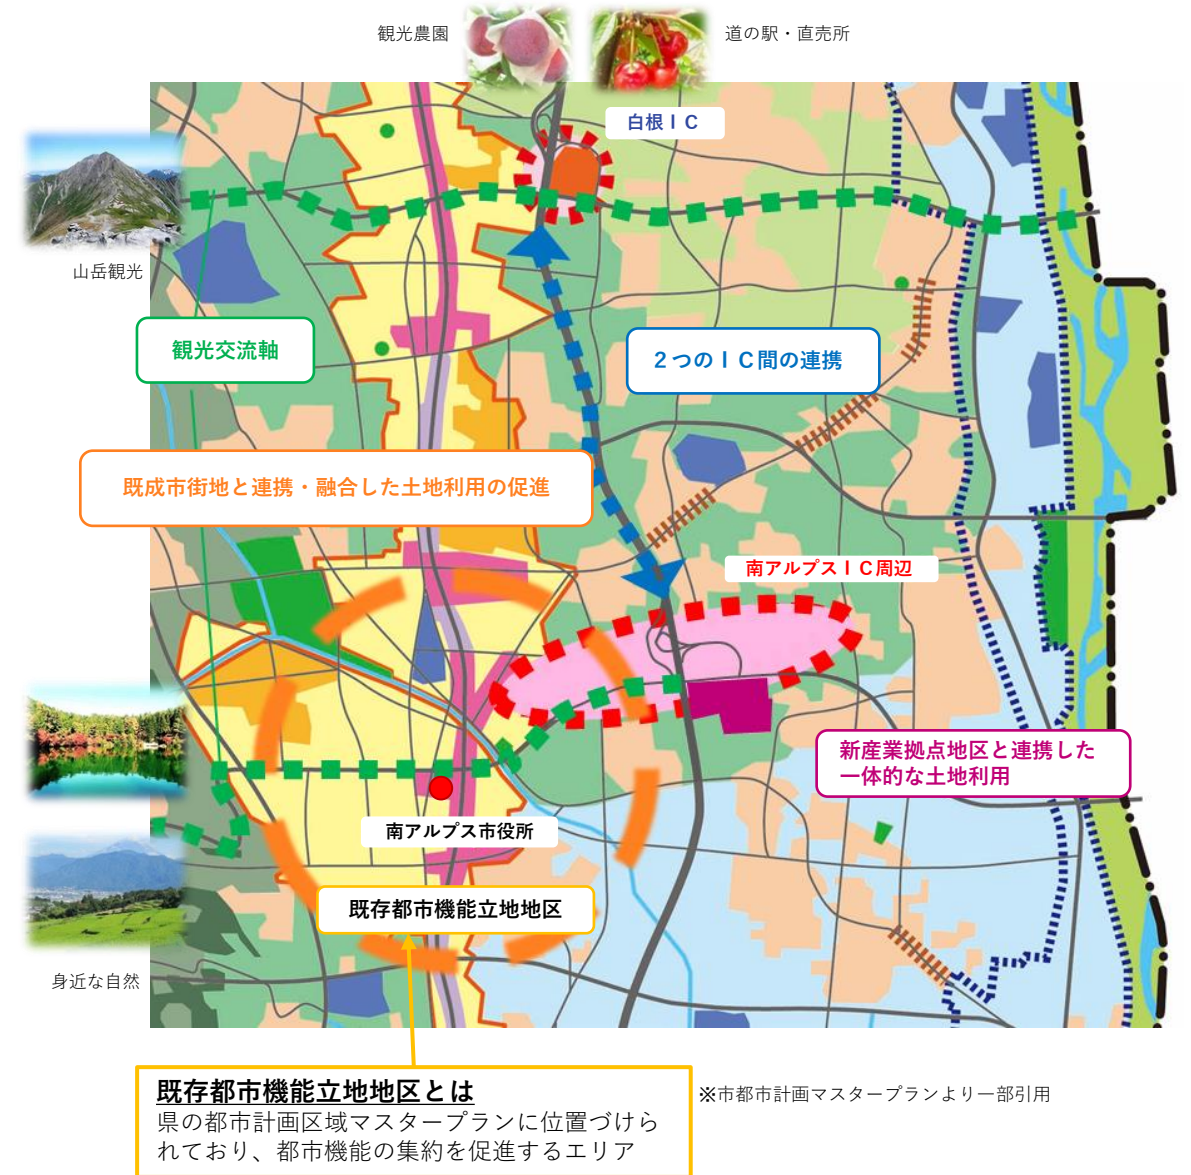 観光農園
道の駅・直売所
白根ＩＣ
山岳観光
観光交流軸
２つのＩＣ間の連携
既成市街地と連携・融合した土地利用の促進
南アルプスＩＣ周辺
新産業拠点地区と連携した
一体的な土地利用
南アルプス市役所
既存都市機能立地地区
身近な自然
既存都市機能立地地区とは
県の都市計画区域マスタープランに位置づけら
れており、都市機能の集約を促進するエリア
※市都市計画マスタープランより一部引用